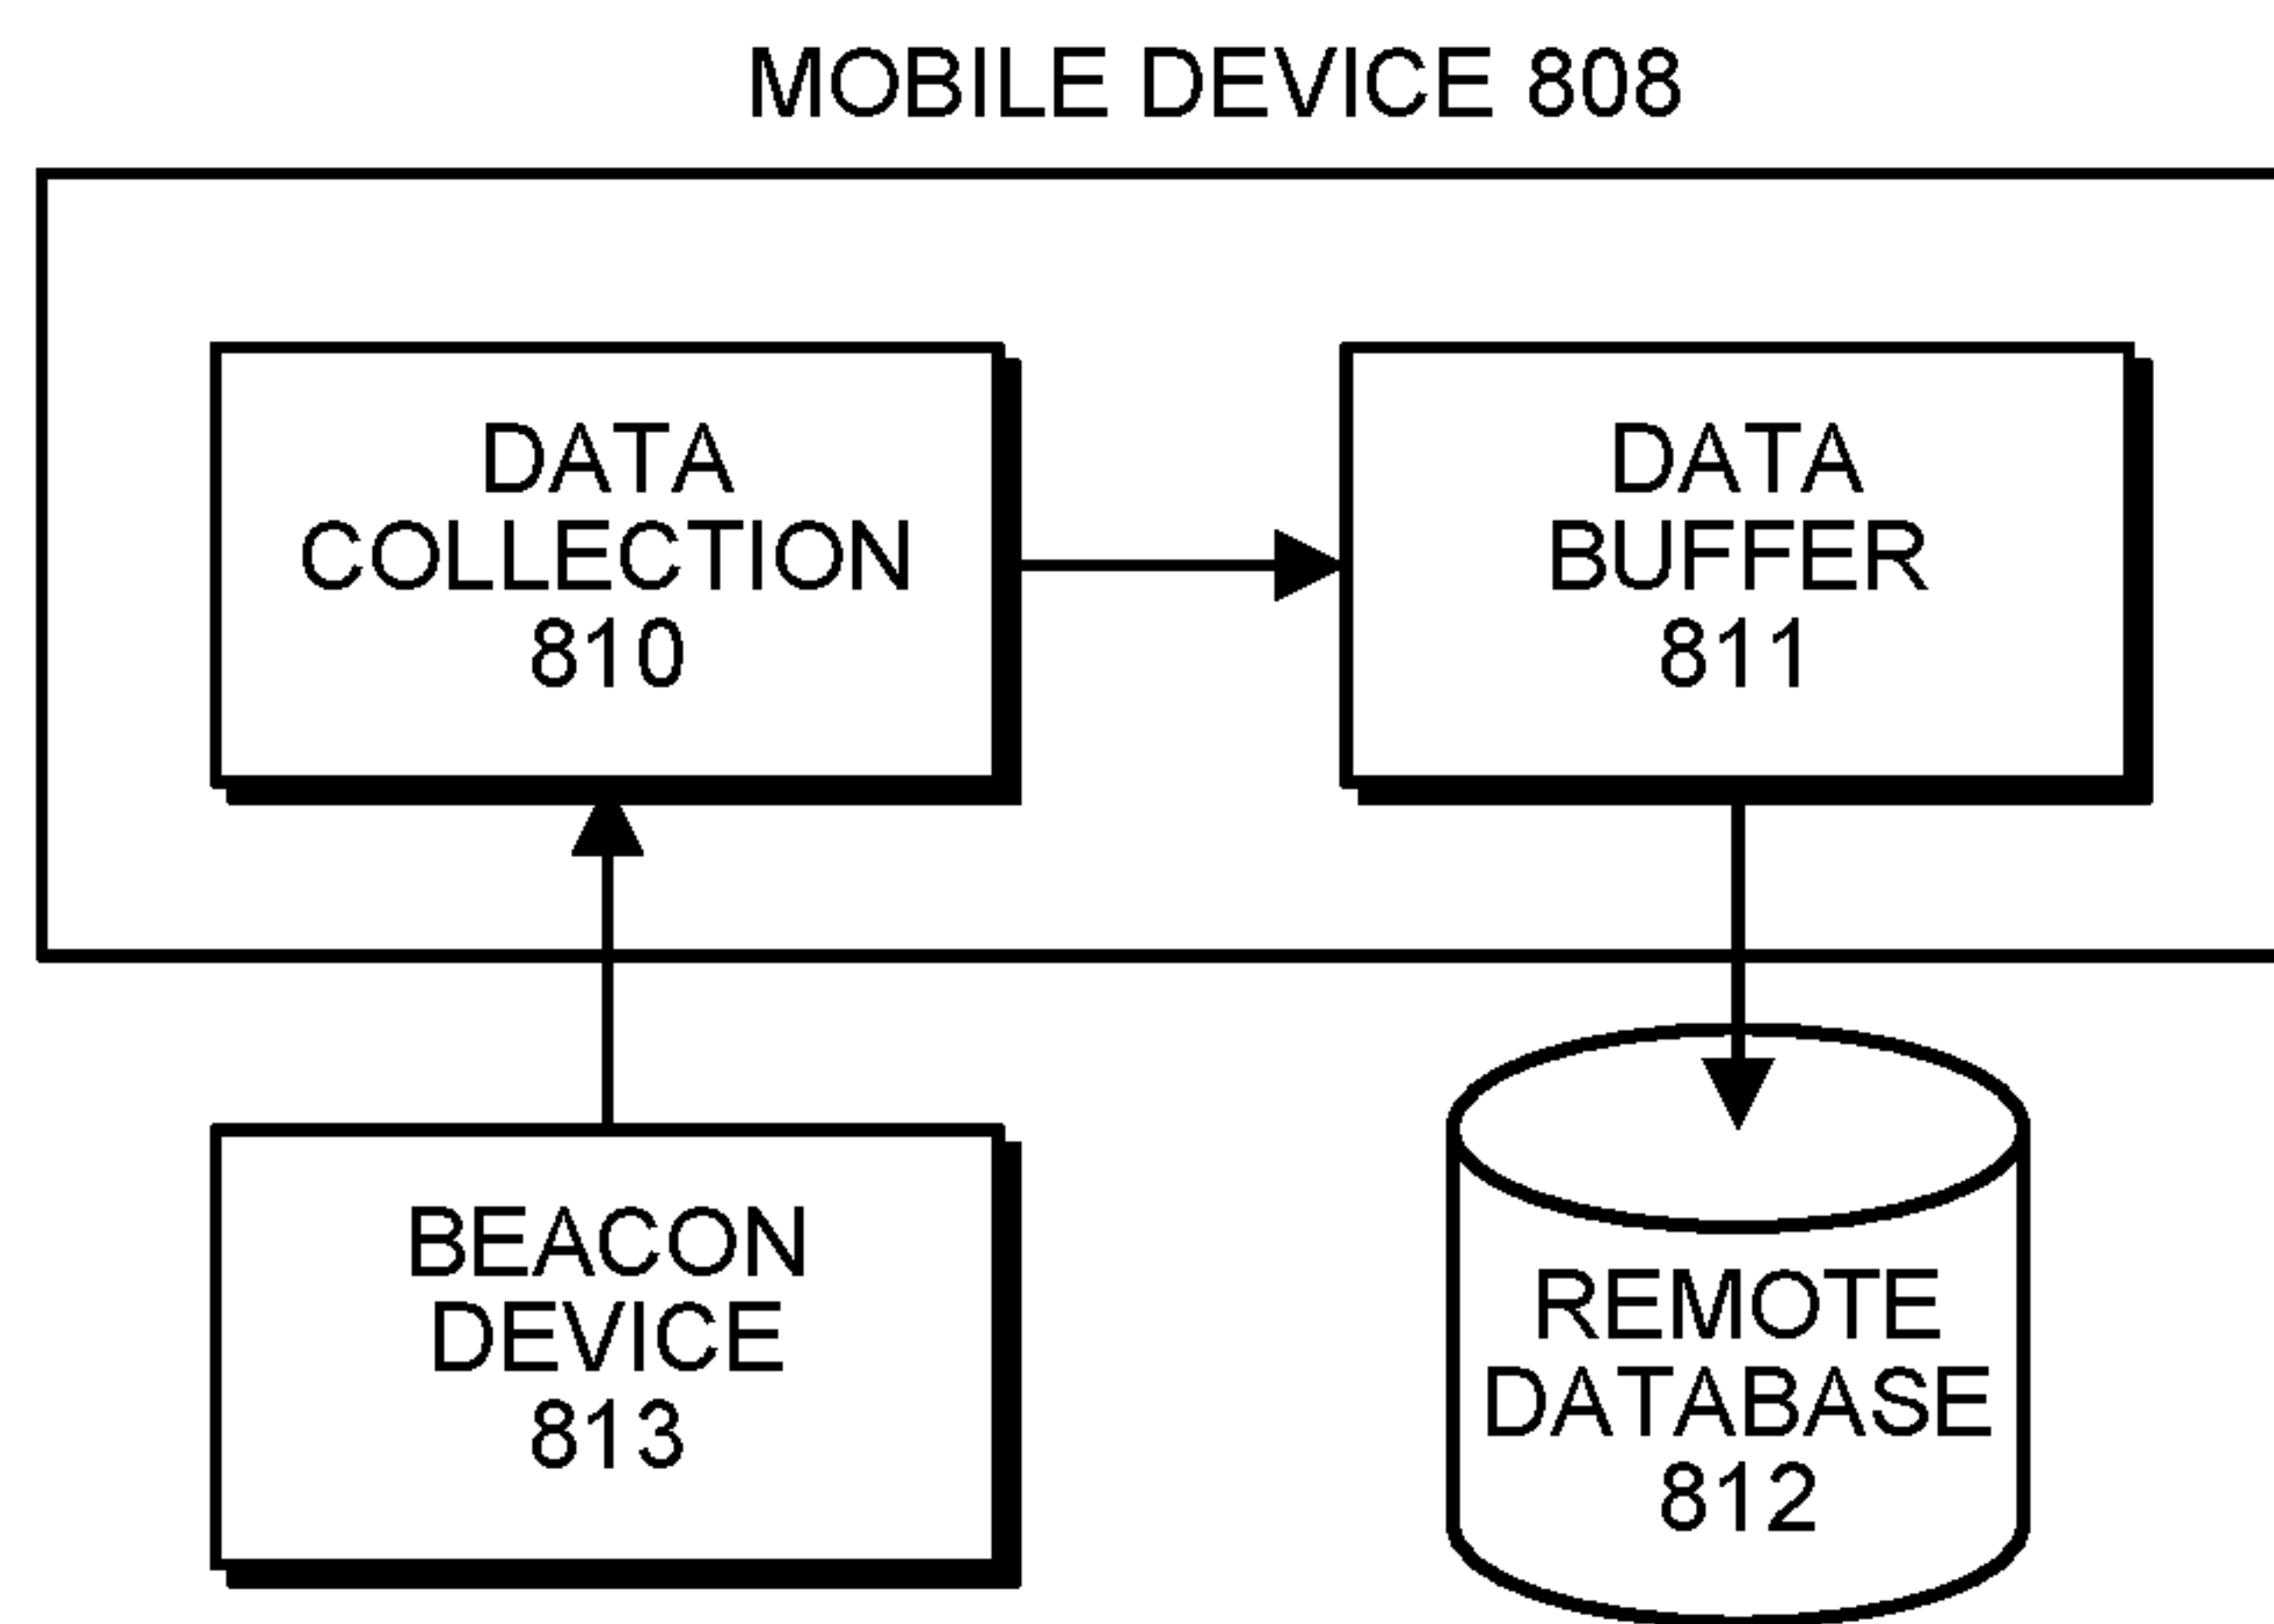 MOBILE DEVICE 808
DATA
COLLECTION
810
DATA
BUFFER
811
BEACON
DEVICE
813
REMOTE
DATABASE
812